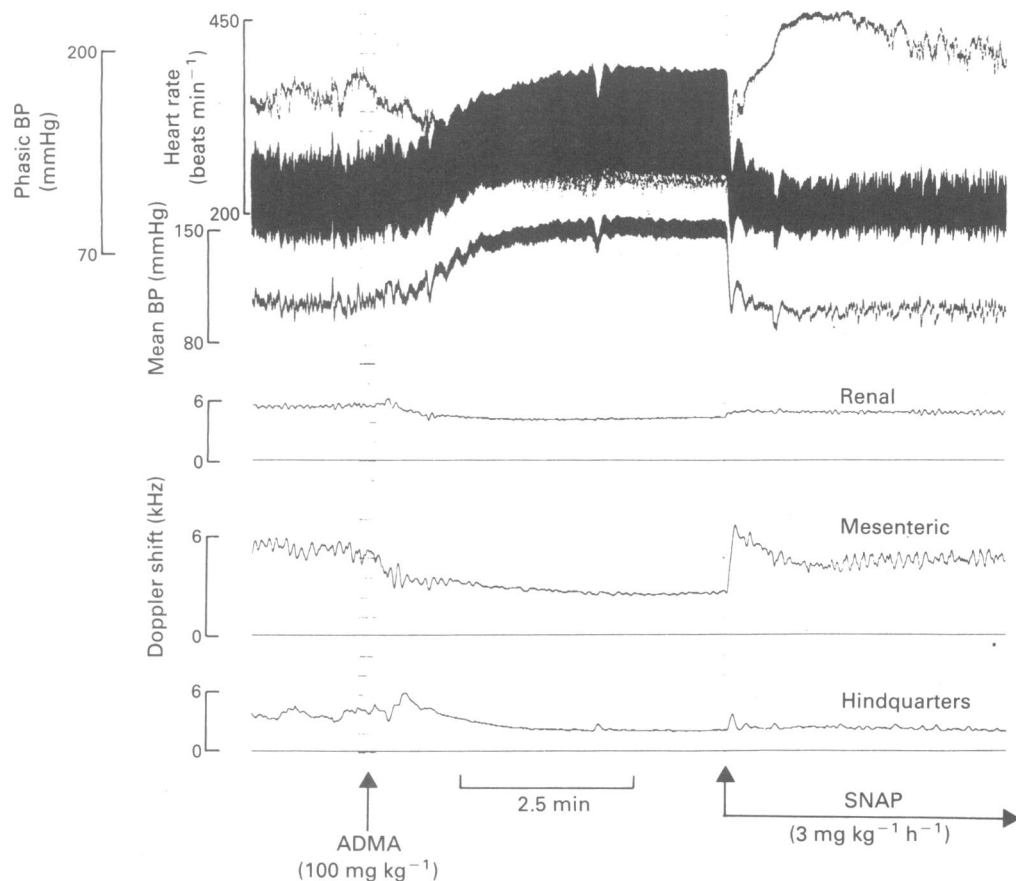 Phasic BP
(mmHg)
200
70
Heart rate
(beats min⁻¹)
450
200
Mean BP (mmHg)
150
80
Doppler shift (kHz)
6
0
Renal
6
0
Mesenteric
6
0
Hindquarters
2.5 min
ADMA
(100 mg kg⁻¹)
SNAP
(3 mg kg⁻¹ h⁻¹)